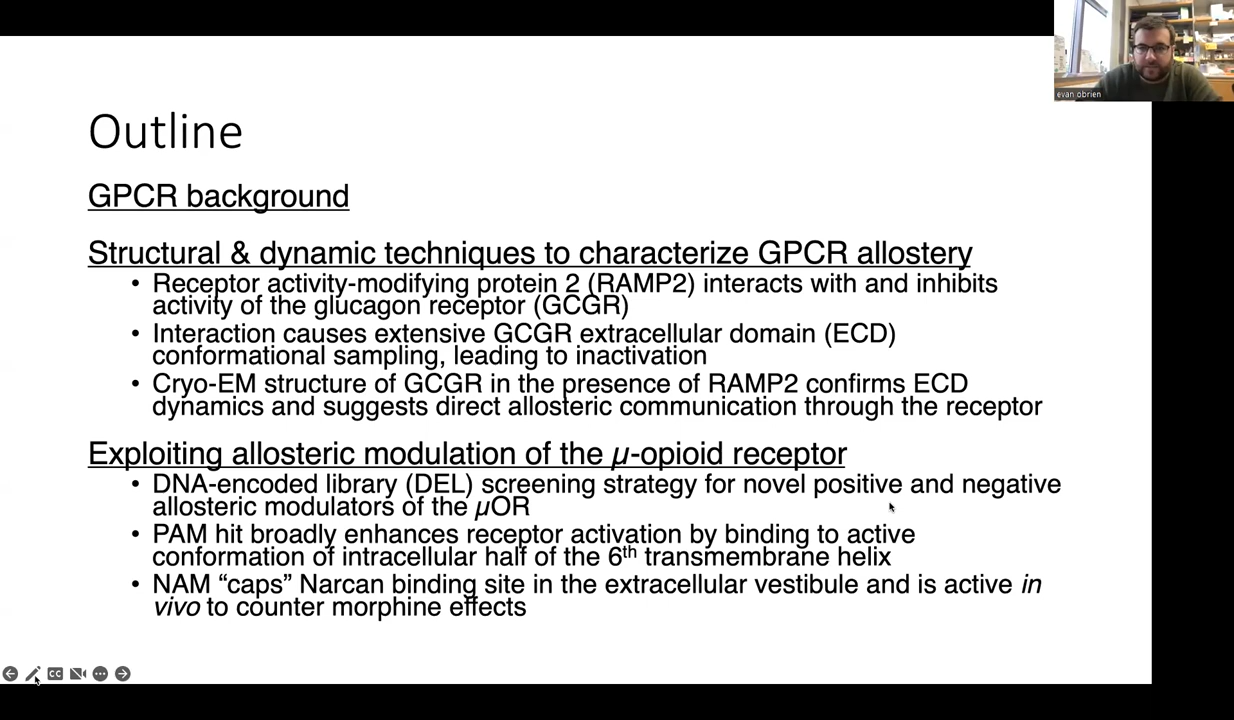 evan obrien
Outline
GPCR background
Structural & dynamic techniques to characterize GPCR allostery
• Receptor activity-modifying protein 2 (RAMP2) interacts with and inhibits
activity of the glucagon receptor (GCGR)
• Interaction causes extensive GCGR extracellular domain (ECD)
conformational sampling, leading to inactivation
• Cryo-EM structure of GCGR in the presence of RAMP2 confirms ECD
dynamics and suggests direct allosteric communication through the receptor
Exploiting allosteric modulation of the µ-opioid receptor
• DNA-encoded library (DEL) screening strategy for novel positive and negative
allosteric modulators of the µOR
• PAM hit broadly enhances receptor activation by binding to active
conformation of intracellular half of the 6th transmembrane helix
• NAM “caps” Narcan binding site in the extracellular vestibule and is active in
vivo to counter morphine effects
CC